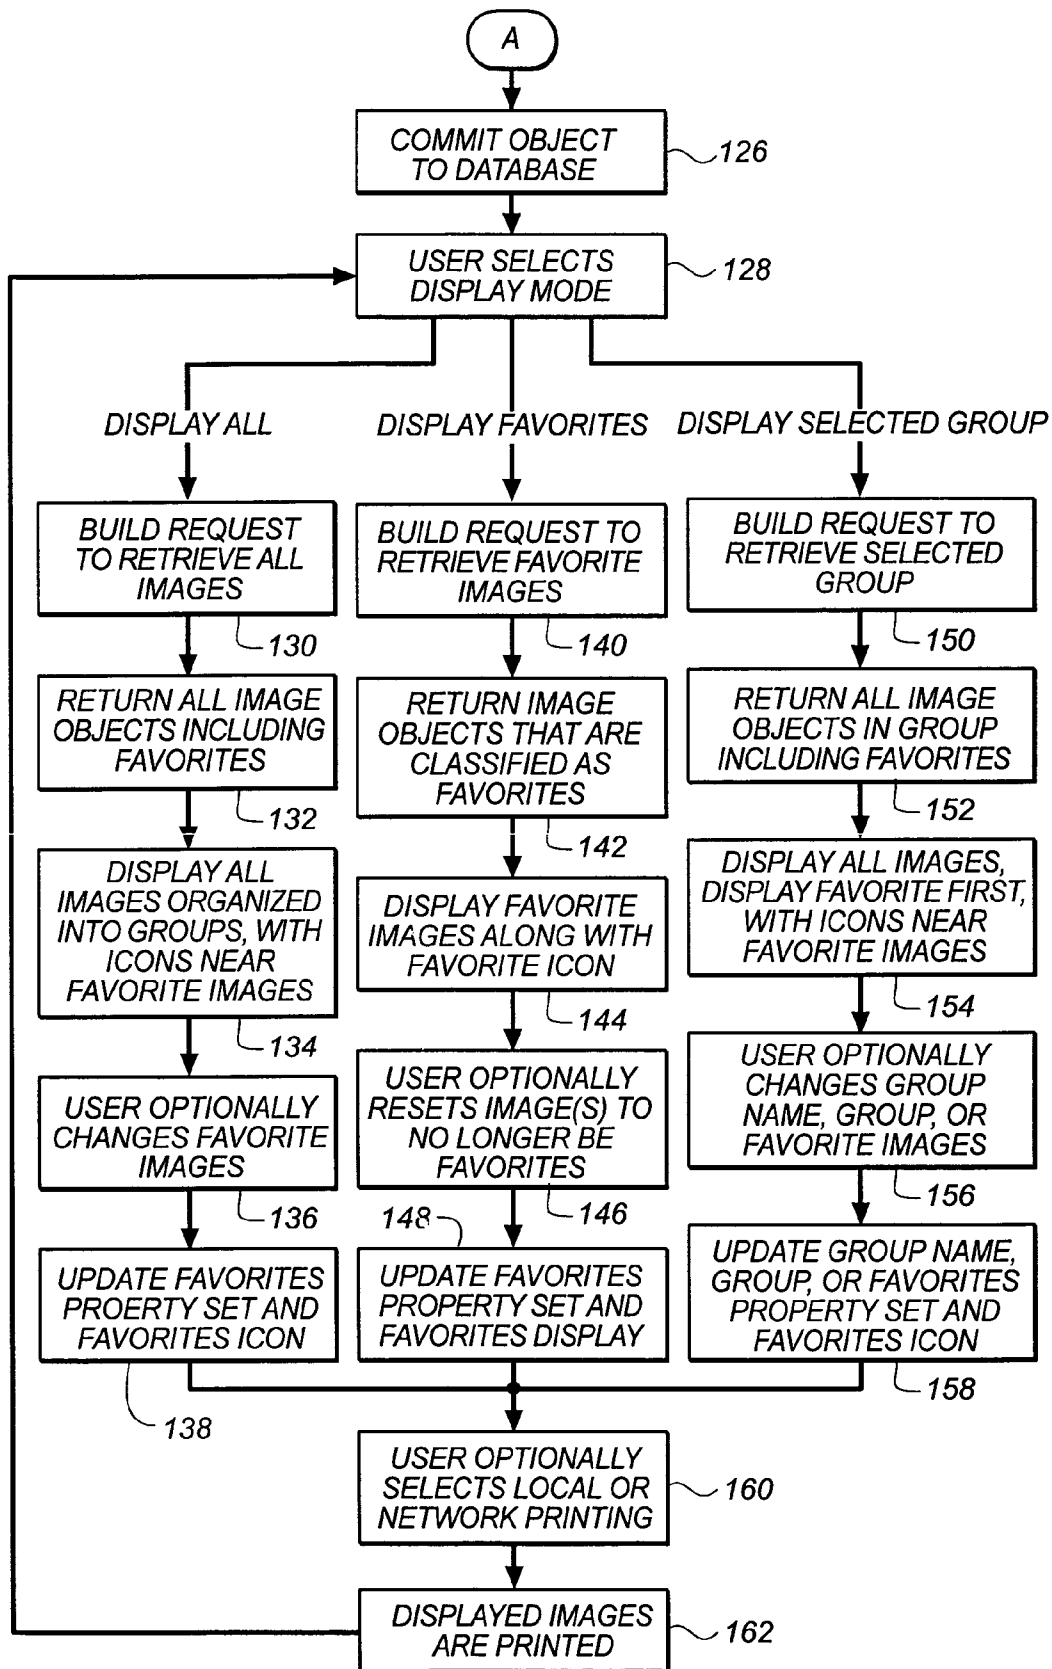 A
COMMIT OBJECT
TO DATABASE
126
USER SELECTS
DISPLAY MODE
128
DISPLAY ALL
DISPLAY FAVORITES
DISPLAY SELECTED GROUP
BUILD REQUEST
TO RETRIEVE ALL
IMAGES
130
RETURN ALL IMAGE
OBJECTS INCLUDING
FAVORITES
132
DISPLAY ALL
IMAGES ORGANIZED
INTO GROUPS, WITH
ICONS NEAR
FAVORITE IMAGES
134
USER OPTIONALLY
CHANGES FAVORITE
IMAGES
136
UPDATE FAVORITES
PROERTY SET AND
FAVORITES ICON
138
BUILD REQUEST TO
RETRIEVE FAVORITE
IMAGES
140
RETURN IMAGE
OBJECTS THAT ARE
CLASSIFIED AS
FAVORITES
142
DISPLAY FAVORITE
IMAGES ALONG WITH
FAVORITE ICON
144
USER OPTIONALLY
RESETS IMAGE(S) TO
NO LONGER BE
FAVORITES
146
148
UPDATE FAVORITES
PROPERTY SET AND
FAVORITES DISPLAY
BUILD REQUEST TO
RETRIEVE SELECTED
GROUP
150
RETURN ALL IMAGE
OBJECTS IN GROUP
INCLUDING FAVORITES
152
DISPLAY ALL IMAGES,
DISPLAY FAVORITE FIRST,
WITH ICONS NEAR
FAVORITE IMAGES
154
USER OPTIONALLY
CHANGES GROUP
NAME, GROUP, OR
FAVORITE IMAGES
156
UPDATE GROUP NAME,
GROUP, OR FAVORITES
PROPERTY SET AND
FAVORITES ICON
158
USER OPTIONALLY
SELECTS LOCAL OR
NETWORK PRINTING
160
DISPLAYED IMAGES
ARE PRINTED
162